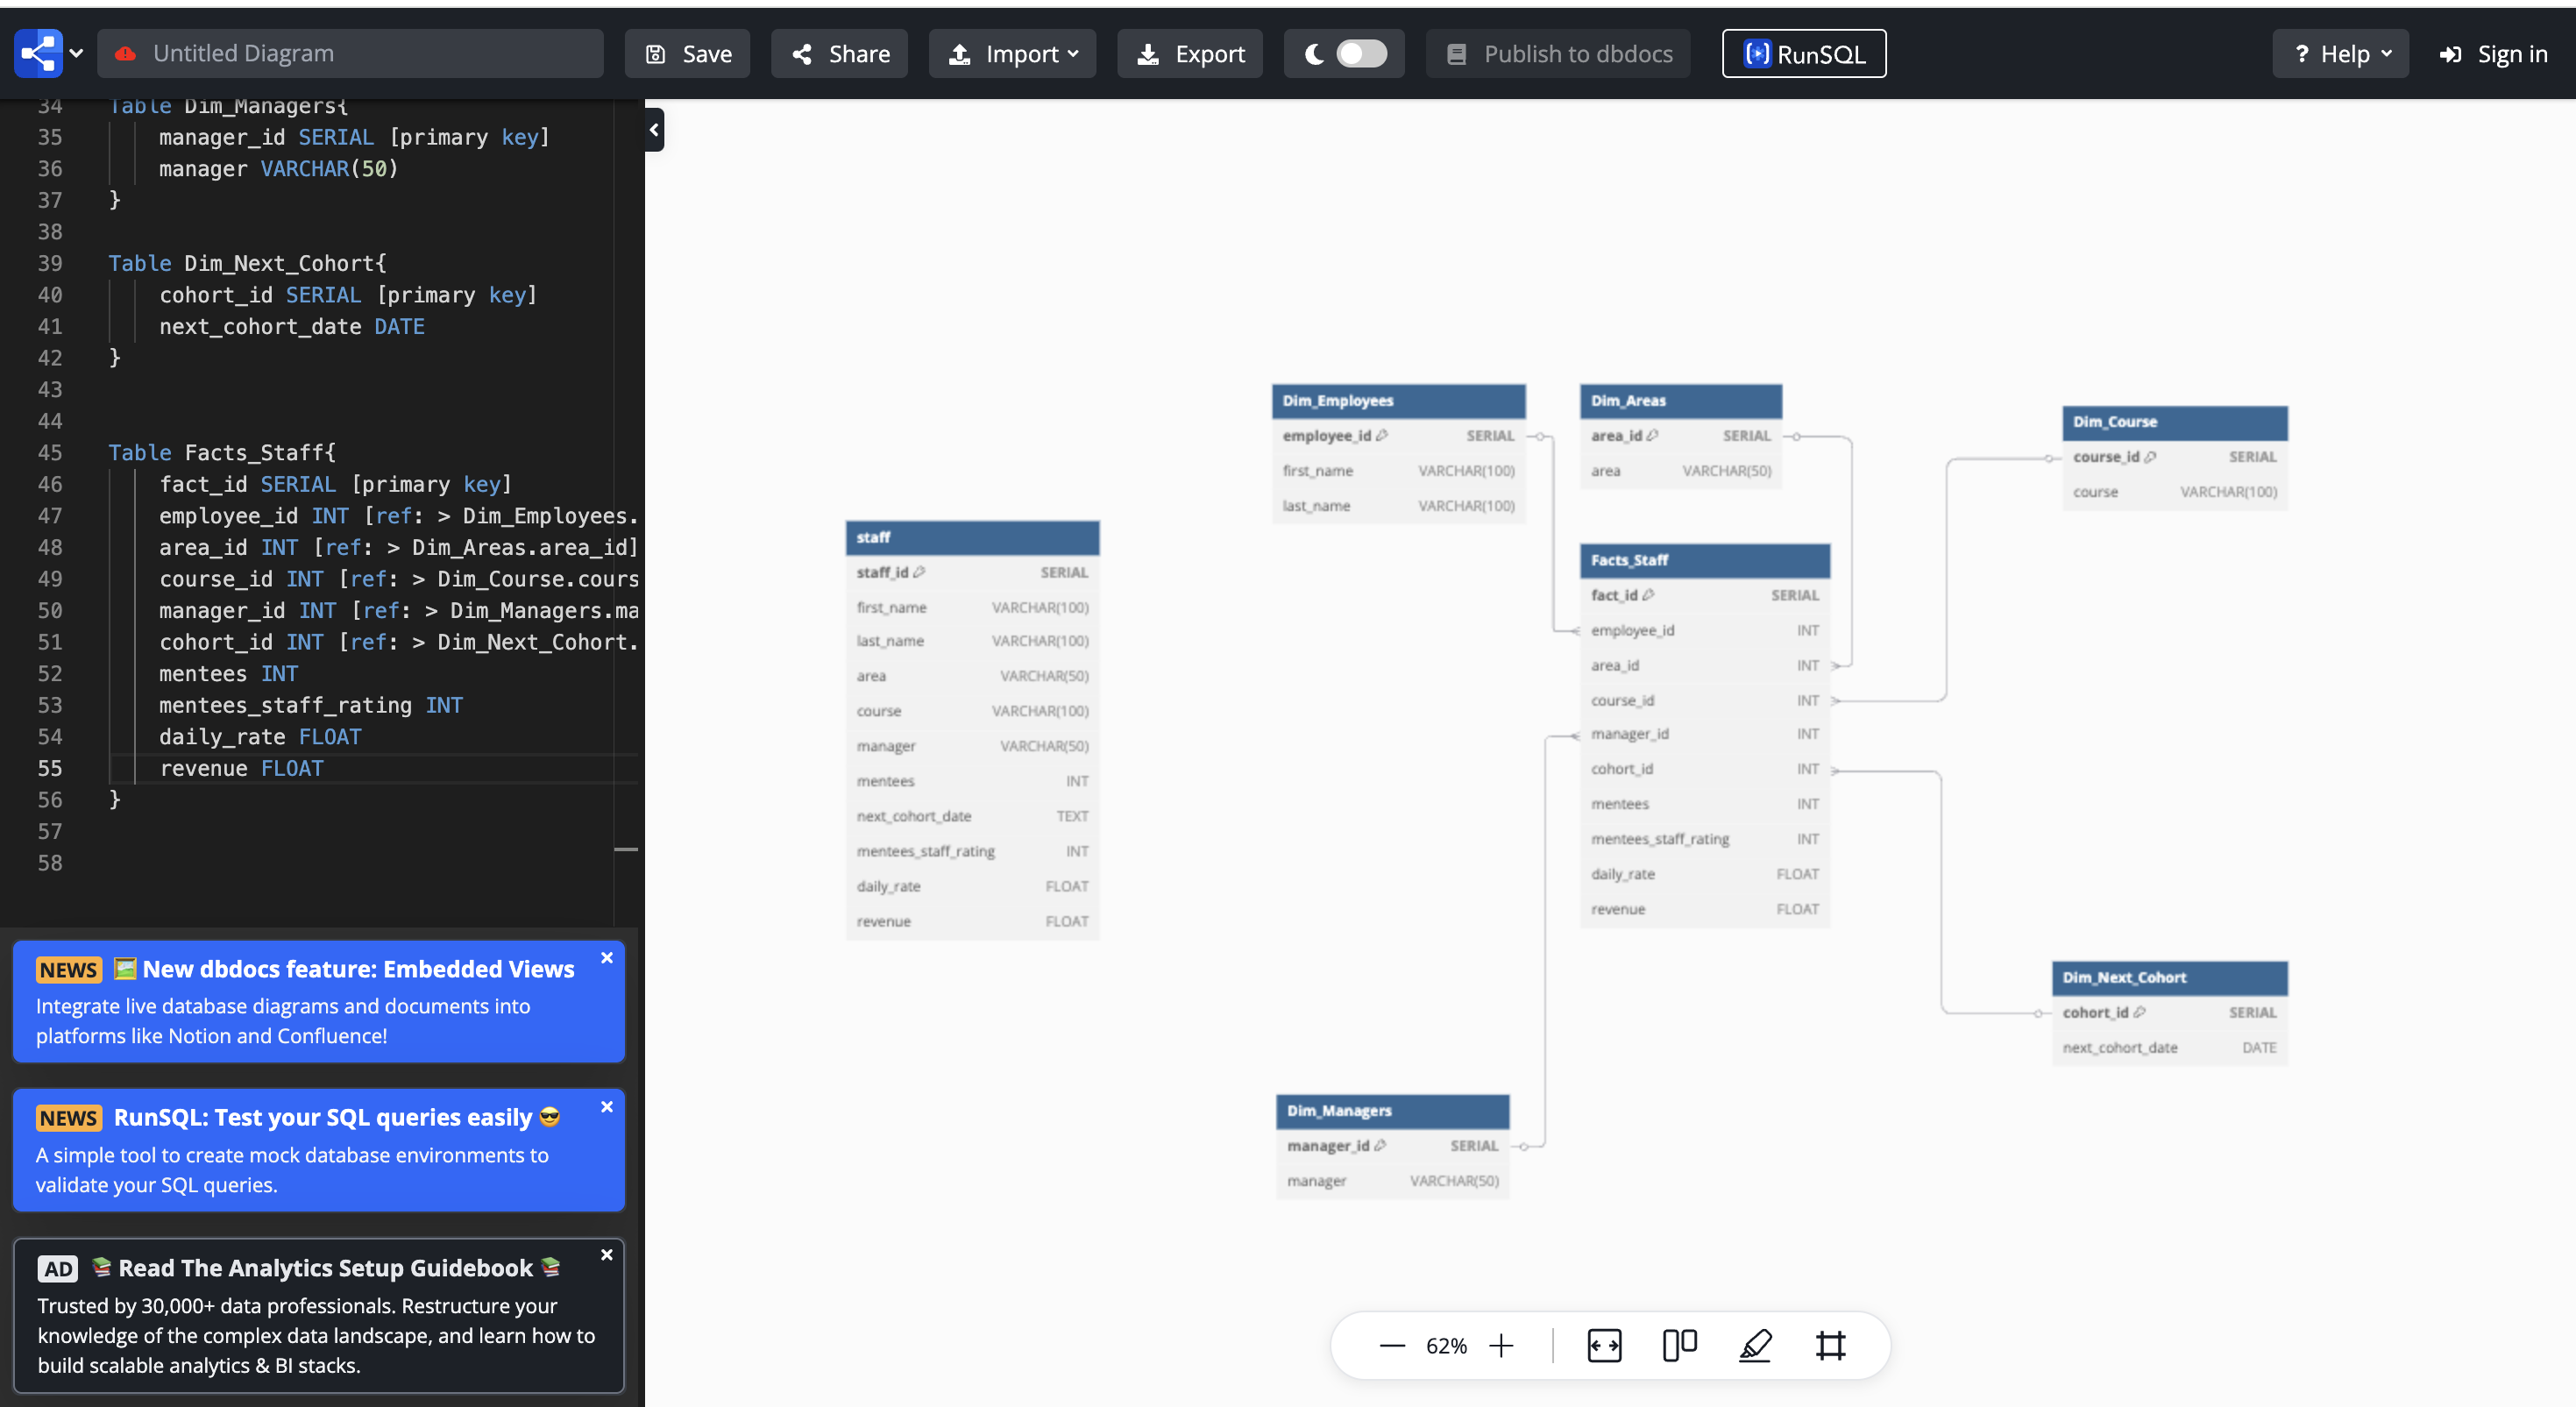 Untitled Diagram
Save
Share
Import
Export
Publish to dbdocs
RunSQL
? Help
Sign in
34 Table Dim_Managers{
35 manager_id SERIAL [primary key]
36 manager VARCHAR(50)
37 }
38
39 Table Dim_Next_Cohort{
40 cohort_id SERIAL [primary key]
41 next_cohort_date DATE
42 }
43
44
45 Table Facts_Staff{
46 fact_id SERIAL [primary key]
47 employee_id INT [ref: > Dim_Employees.
48 area_id INT [ref: > Dim_Areas.area_id]
49 course_id INT [ref: > Dim_Course.cours
50 manager_id INT [ref: > Dim_Managers.ma
51 cohort_id INT [ref: > Dim_Next_Cohort.
52 mentees INT
53 mentees_staff_rating INT
54 daily_rate FLOAT
55 revenue FLOAT
56 }
57
58
NEWS New dbdocs feature: Embedded Views
Integrate live database diagrams and documents into
platforms like Notion and Confluence!
NEWS RunSQL: Test your SQL queries easily 😎
A simple tool to create mock database environments to
validate your SQL queries.
AD 📚 Read The Analytics Setup Guidebook 📚
Trusted by 30,000+ data professionals. Restructure your
knowledge of the complex data landscape, and learn how to
build scalable analytics & BI stacks.
staff
staff_id SERIAL
first_name VARCHAR(100)
last_name VARCHAR(100)
area VARCHAR(50)
course VARCHAR(100)
manager VARCHAR(50)
mentees INT
next_cohort_date TEXT
mentees_staff_rating INT
daily_rate FLOAT
revenue FLOAT
Dim_Employees
employee_id SERIAL
first_name VARCHAR(100)
last_name VARCHAR(100)
Dim_Areas
area_id SERIAL
area VARCHAR(50)
Dim_Course
course_id SERIAL
course VARCHAR(100)
Facts_Staff
fact_id SERIAL
employee_id INT
area_id INT
course_id INT
manager_id INT
cohort_id INT
mentees INT
mentees_staff_rating INT
daily_rate FLOAT
revenue FLOAT
Dim_Next_Cohort
cohort_id SERIAL
next_cohort_date DATE
Dim_Managers
manager_id SERIAL
manager VARCHAR(50)
62%